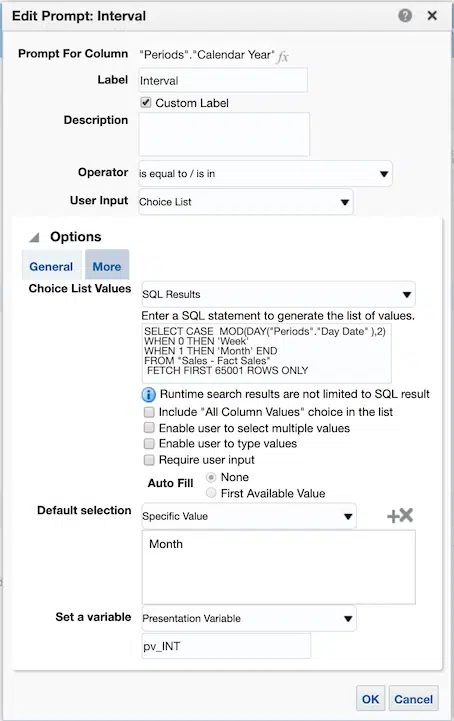 Edit Prompt: Interval
Prompt For Column "Periods"."Calendar Year" fx
Label Interval
Custom Label
Description
Operator is equal to / is in
User Input Choice List
Options
General More
Choice List Values SQL Results
Enter a SQL statement to generate the list of values.
SELECT CASE MOD(DAY("Periods"."Day Date" ),2)
WHEN 0 THEN 'Week'
WHEN 1 THEN 'Month' END
FROM "Sales - Fact Sales"
FETCH FIRST 65001 ROWS ONLY
Runtime search results are not limited to SQL result
Include "All Column Values" choice in the list
Enable user to select multiple values
Enable user to type values
Require user input
Auto Fill None
First Available Value
Default selection Specific Value
Month
Set a variable Presentation Variable
pv_INT
OK Cancel